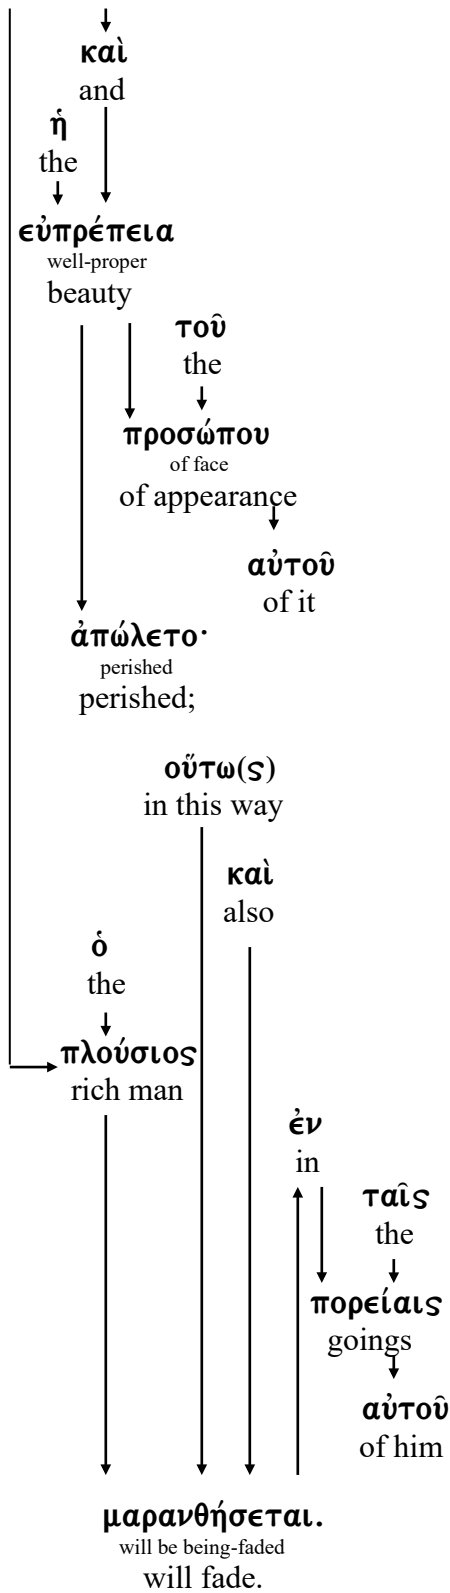 καὶ
and
ἡ
the
εὐπρέπεια
well-proper
beauty
τοῦ
the
προσώπου
of face
of appearance
αὐτοῦ
of it
ἀπώλετο·
perished
perished;
οὕτω(ς)
in this way
καὶ
also
ὁ
the
πλούσιος
rich man
ἐν
in
ταῖς
the
πορείαις
goings
αὐτοῦ
of him
μαρανθήσεται.
will be being-faded
will fade.